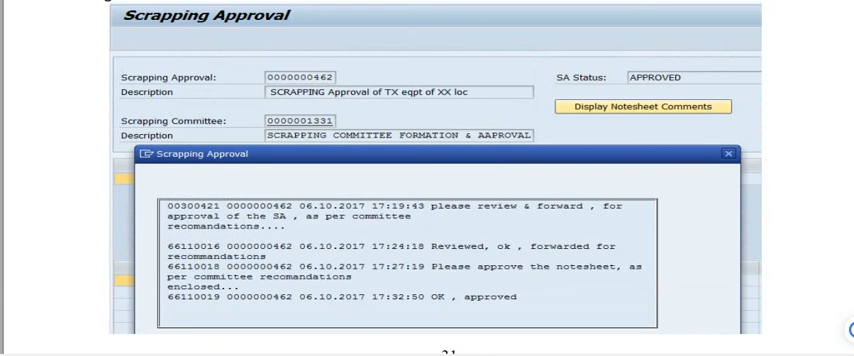 Scrapping Approval
Scrapping Approval: 0000000462 SA Status: APPROVED
Description SCRAPPING Approval of TX eqpt of XX loc
Display Notesheet Comments
Scrapping Committee: 0000001331
Description SCRAPPING COMMITTEE FORMATION & AAPROVAL
Scrapping Approval
00300421 0000000462 06.10.2017 17:19:43 please review & forward , for
approval of the SA , as per committee
recomandations....
66110016 0000000462 06.10.2017 17:24:18 Reviewed, ok , forwarded for
recommandations
66110018 0000000462 06.10.2017 17:27:19 Please approve the notesheet, as
per committee recomandations
enclosed...
66110019 0000000462 06.10.2017 17:32:50 OK , approved